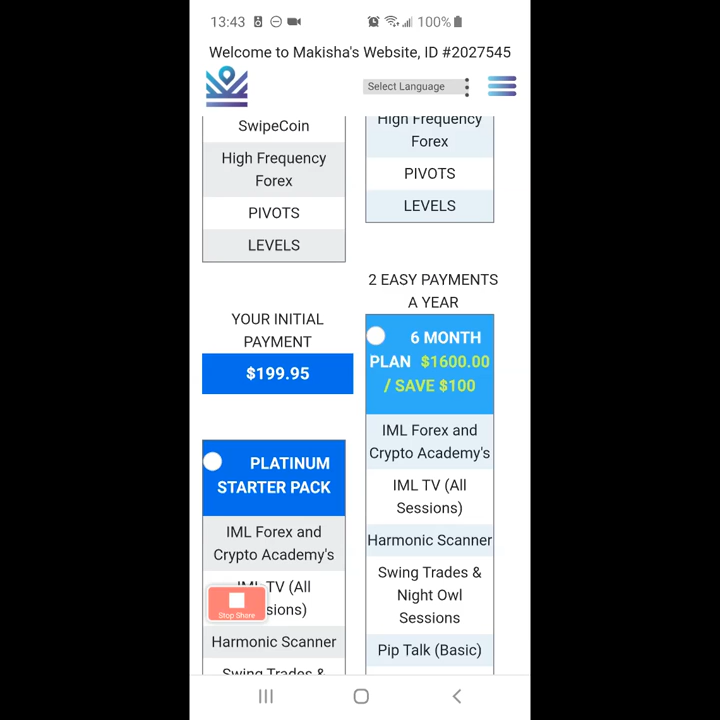 13:43
100%
Welcome to Makisha's Website, ID #2027545
Select Language
SwipeCoin
High Frequency
Forex
PIVOTS
LEVELS
YOUR INITIAL
PAYMENT
$199.95
PLATINUM
STARTER PACK
IML Forex and
Crypto Academy's
IML TV (All
sions)
Stop Share
Harmonic Scanner
Swing Trades &
High Frequency
Forex
PIVOTS
LEVELS
2 EASY PAYMENTS
A YEAR
6 MONTH
PLAN $1600.00
/ SAVE $100
IML Forex and
Crypto Academy's
IML TV (All
Sessions)
Harmonic Scanner
Swing Trades &
Night Owl
Sessions
Pip Talk (Basic)